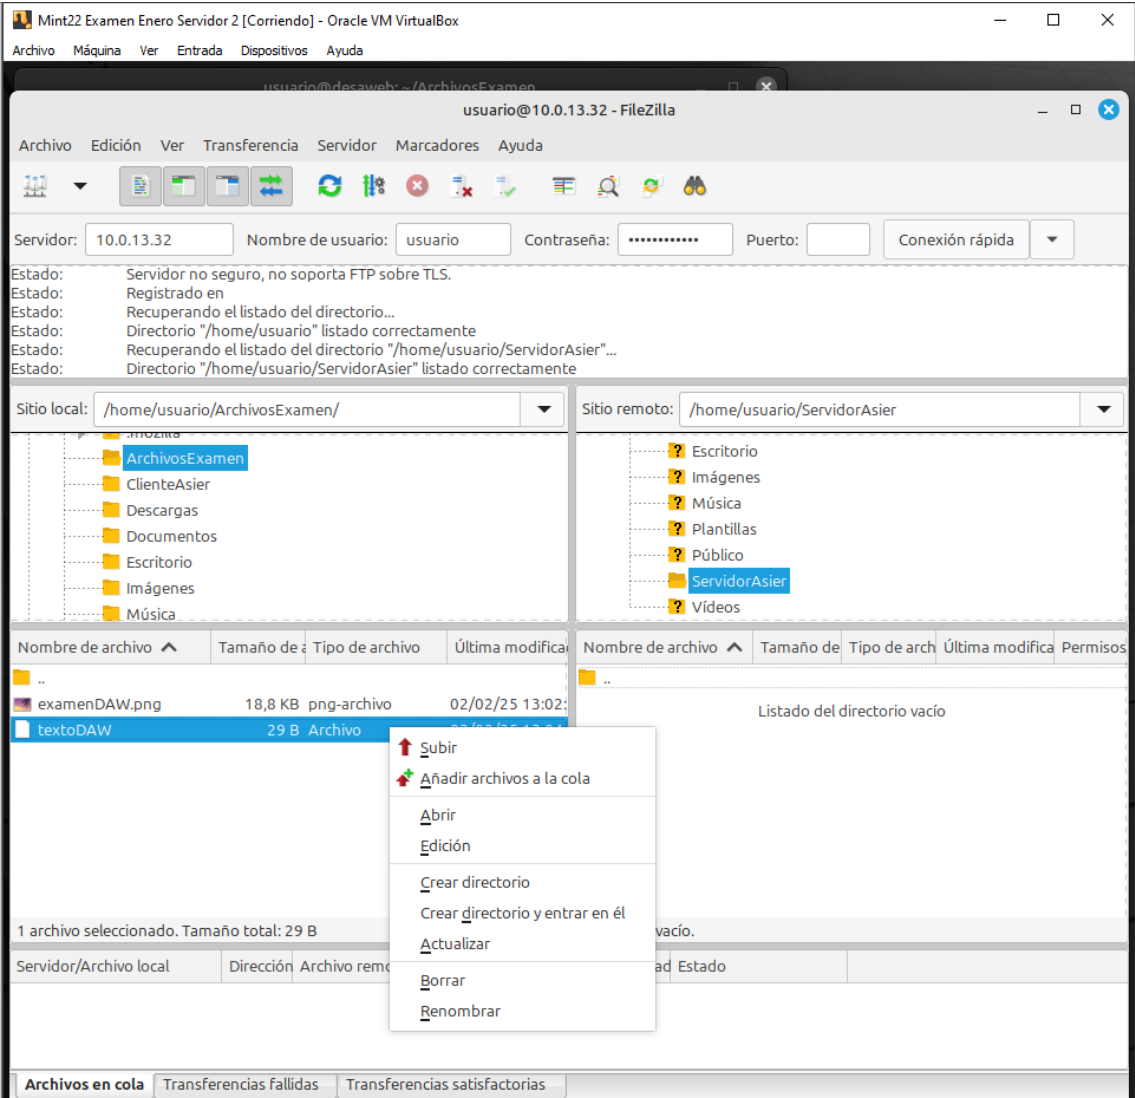 Mint22 Examen Enero Servidor 2 [Corriendo] - Oracle VM VirtualBox
Archivo Máquina Ver Entrada Dispositivos Ayuda
usuario@desaweb: ~/ArchivosExamen
usuario@10.0.13.32 - FileZilla
Archivo Edición Ver Transferencia Servidor Marcadores Ayuda
Servidor: 10.0.13.32 Nombre de usuario: usuario Contraseña: •••••••••••• Puerto: Conexión rápida
Estado: Servidor no seguro, no soporta FTP sobre TLS.
Estado: Registrado en
Estado: Recuperando el listado del directorio...
Estado: Directorio "/home/usuario" listado correctamente
Estado: Recuperando el listado del directorio "/home/usuario/ServidorAsier"...
Estado: Directorio "/home/usuario/ServidorAsier" listado correctamente
Sitio local: /home/usuario/ArchivosExamen/
.mozilla
ArchivosExamen
ClienteAsier
Descargas
Documentos
Escritorio
Imágenes
Música
Sitio remoto: /home/usuario/ServidorAsier
Escritorio
Imágenes
Música
Plantillas
Público
ServidorAsier
Vídeos
Nombre de archivo Tamaño de a Tipo de archivo Última modifica
..
examenDAW.png 18,8 KB png-archivo 02/02/25 13:02:
textoDAW 29 B Archivo
1 archivo seleccionado. Tamaño total: 29 B
Nombre de archivo Tamaño de Tipo de arch Última modifica Permisos
..
Listado del directorio vacío
vacío.
Subir
Añadir archivos a la cola
Abrir
Edición
Crear directorio
Crear directorio y entrar en él
Actualizar
Borrar
Renombrar
Servidor/Archivo local Dirección Archivo remo ad Estado
Archivos en cola Transferencias fallidas Transferencias satisfactorias